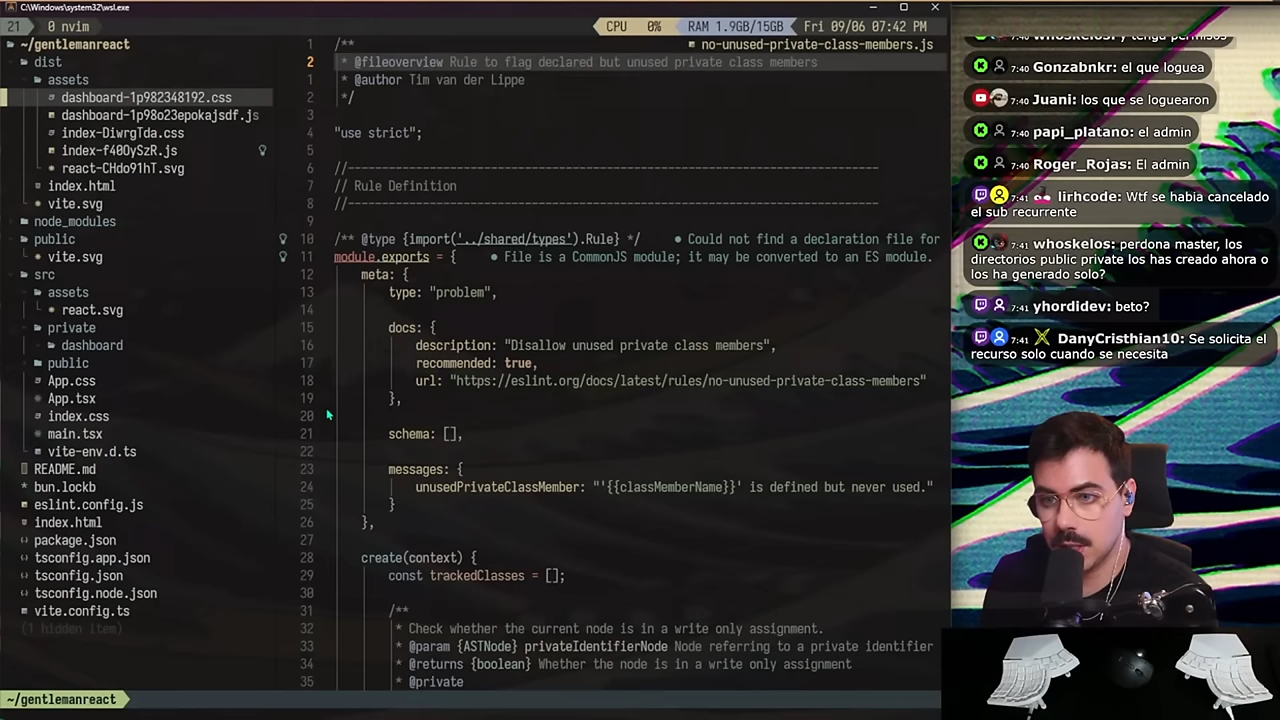 C:\Windows\system32\wsl.exe
21 0 nvim
CPU 0% RAM 1.9GB/15GB Fri 09/06 07:42 PM
~/gentlemanreact
dist
assets
dashboard-1p982348192.css
dashboard-1p98o23epokajsdf.js
index-DiwrgTda.css
index-f40OySzR.js
react-CHdo91hT.svg
index.html
vite.svg
node_modules
public
vite.svg
src
assets
react.svg
private
dashboard
public
App.css
App.tsx
index.css
main.tsx
vite-env.d.ts
README.md
bun.lockb
eslint.config.js
index.html
package.json
tsconfig.app.json
tsconfig.json
tsconfig.node.json
vite.config.ts
(1 hidden item)
~/gentlemanreact
1 /** no-unused-private-class-members.js
2 * @fileoverview Rule to flag declared but unused private class members
1 * @author Tim van der Lippe
2 */
3
4 "use strict";
5
6 //------------------------------------------------------------------------------
7 // Rule Definition
8 //------------------------------------------------------------------------------
9
10 /** @type {import('../shared/types').Rule} */ Could not find a declaration file for
11 module.exports = { File is a CommonJS module; it may be converted to an ES module.
12 meta: {
13 type: "problem",
14
15 docs: {
16 description: "Disallow unused private class members",
17 recommended: true,
18 url: "https://eslint.org/docs/latest/rules/no-unused-private-class-members"
19 },
20
21 schema: [],
22
23 messages: {
24 unusedPrivateClassMember: "'{{classMemberName}}' is defined but never used."
25 }
26 },
27
28 create(context) {
29 const trackedClasses = [];
30
31 /**
32 * Check whether the current node is in a write only assignment.
33 * @param {ASTNode} privateIdentifierNode Node referring to a private identifier
34 * @returns {boolean} Whether the node is in a write only assignment
35 * @private
7:40 whoskelos: y tengo permisos
7:40 Gonzabnkr: el que loguea
7:40 Juani: los que se loguearon
7:40 papi_platano: el admin
7:40 Roger_Rojas: El admin
7:41 lirhcode: Wtf se habia cancelado
el sub recurrente
7:41 whoskelos: perdona master, los
directorios public private los has creado ahora o
los ha generado solo?
7:41 yhordidev: beto?
7:41 DanyCristhian10: Se solicita el
recurso solo cuando se necesita